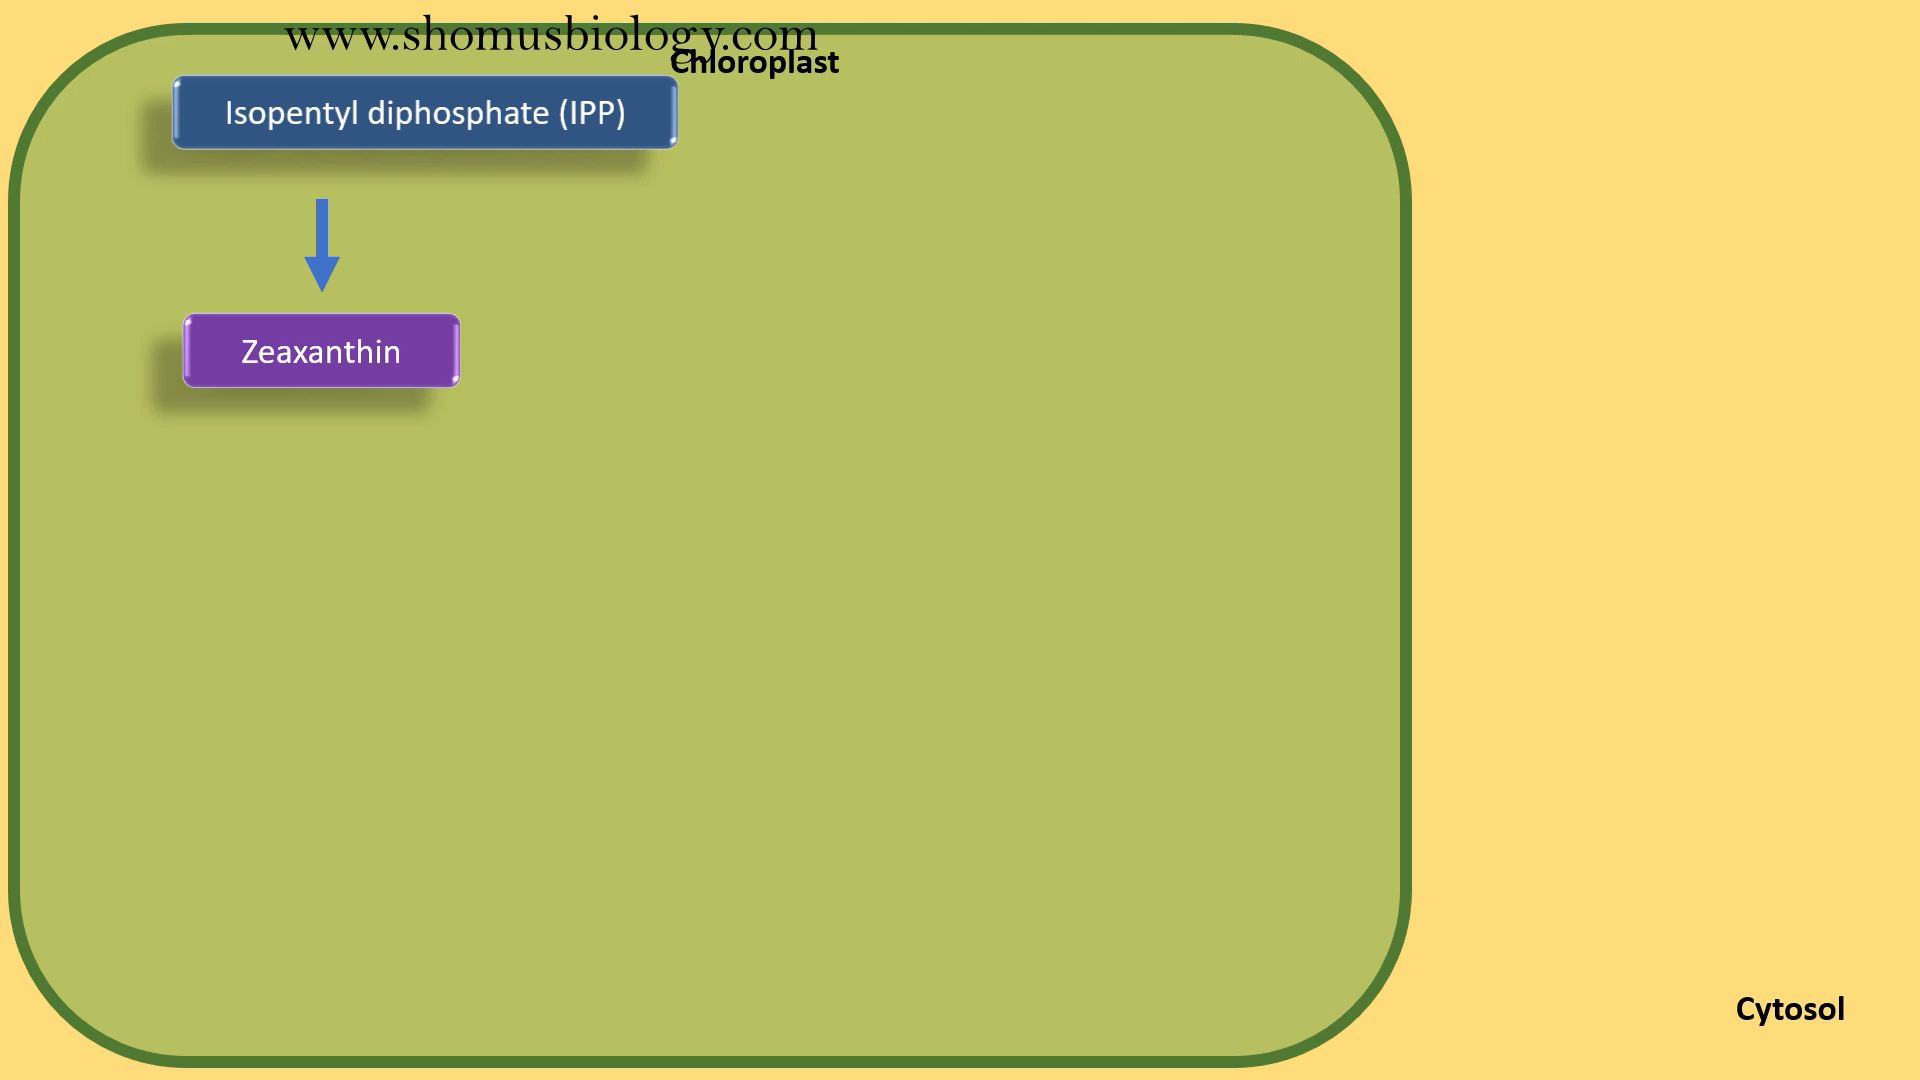 www.shomusbiology.com
Chloroplast
Isopentyl diphosphate (IPP)
Zeaxanthin
Cytosol